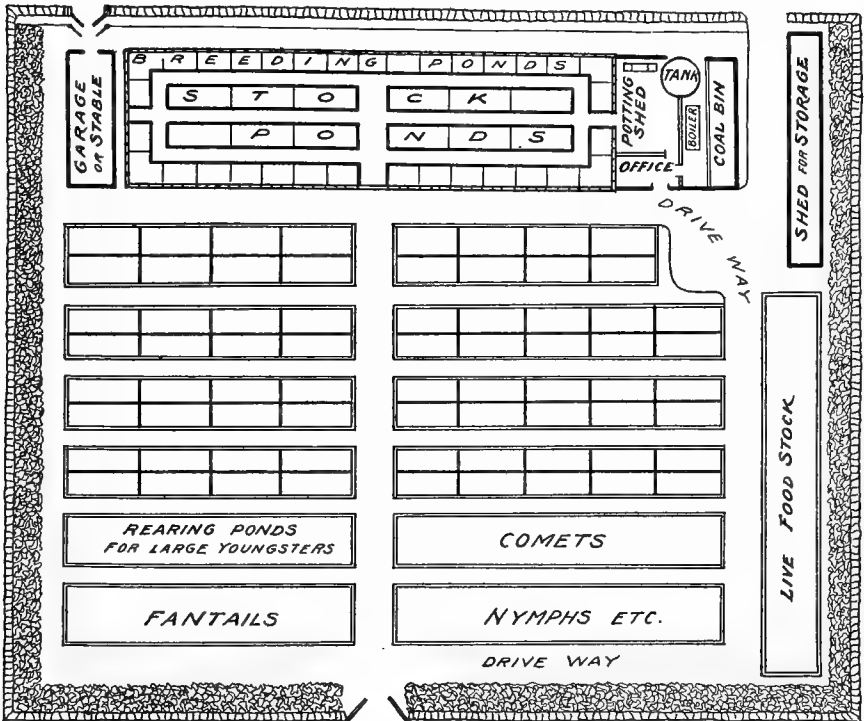 BREEDING PONDS
STOCK
PONDS
GARAGE
OR STABLE
POTTING
SHED
TANK
BOILER
COAL BIN
OFFICE
SHED FOR STORAGE
DRIVE WAY
LIVE FOOD STOCK
REARING PONDS
FOR LARGE YOUNGSTERS
COMETS
FANTAILS
NYMPHS ETC.
DRIVE WAY